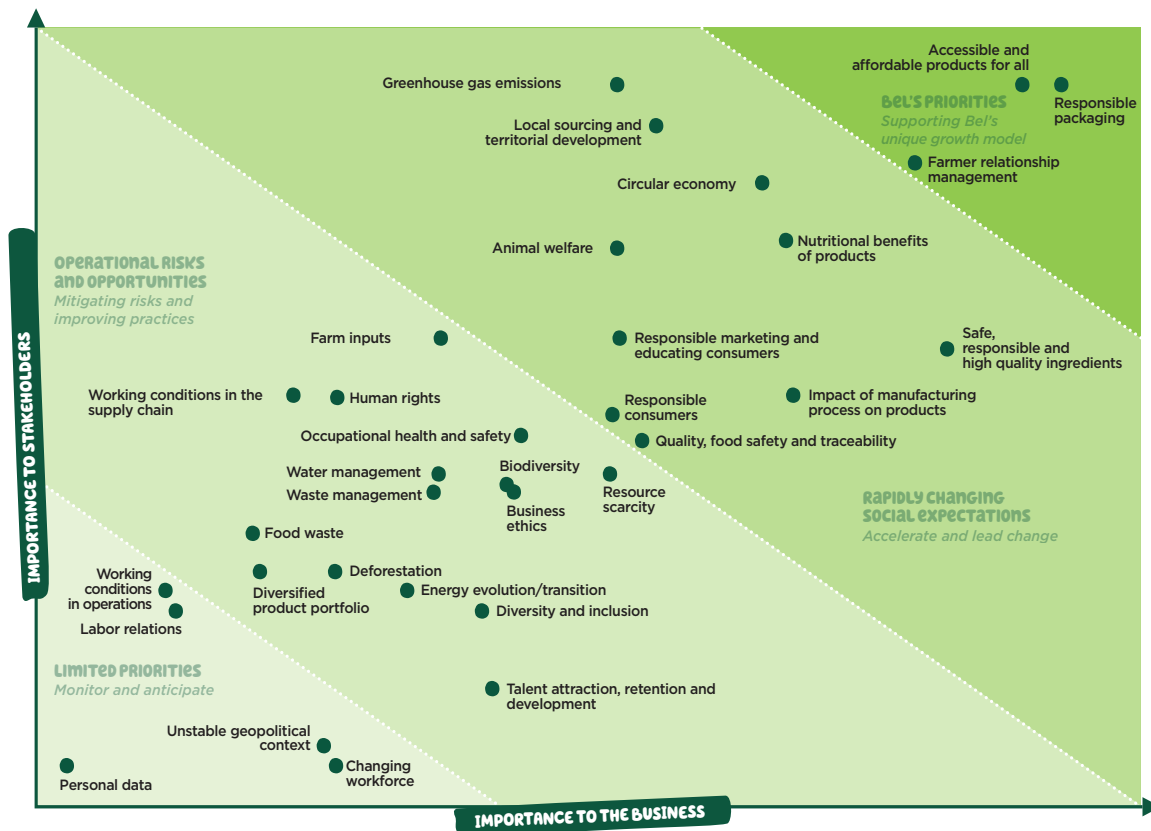 Accessible and
affordable products for all
Greenhouse gas emissions
BEL'S PRIORITIES
Responsible
packaging
Supporting Bel's
unique growth model
Local sourcing and
territorial development
Farmer relationship
management
Circular economy
Nutritional benefits
of products
Animal welfare
OPERATIONAL RISKS
AND OPPORTUNITIES
Mitigating risks and
improving practices
Farm inputs
Responsible marketing and
educating consumers
Safe,
responsible and
high quality ingredients
Working conditions in the
supply chain
Human rights
Impact of manufacturing
process on products
Responsible
consumers
Occupational health and safety
Quality, food safety and traceability
Water management
Biodiversity
Waste management
Business
ethics
Resource
scarcity
RAPIDLY CHANGING
SOCIAL EXPECTATIONS
Accelerate and lead change
Food waste
Working
conditions
in operations
Deforestation
Diversified
product portfolio
Energy evolution/transition
Diversity and inclusion
Labor relations
LIMITED PRIORITIES
Monitor and anticipate
Talent attraction, retention and
development
Unstable geopolitical
context
Changing
workforce
Personal data
IMPORTANCE TO STAKEHOLDERS
IMPORTANCE TO THE BUSINESS